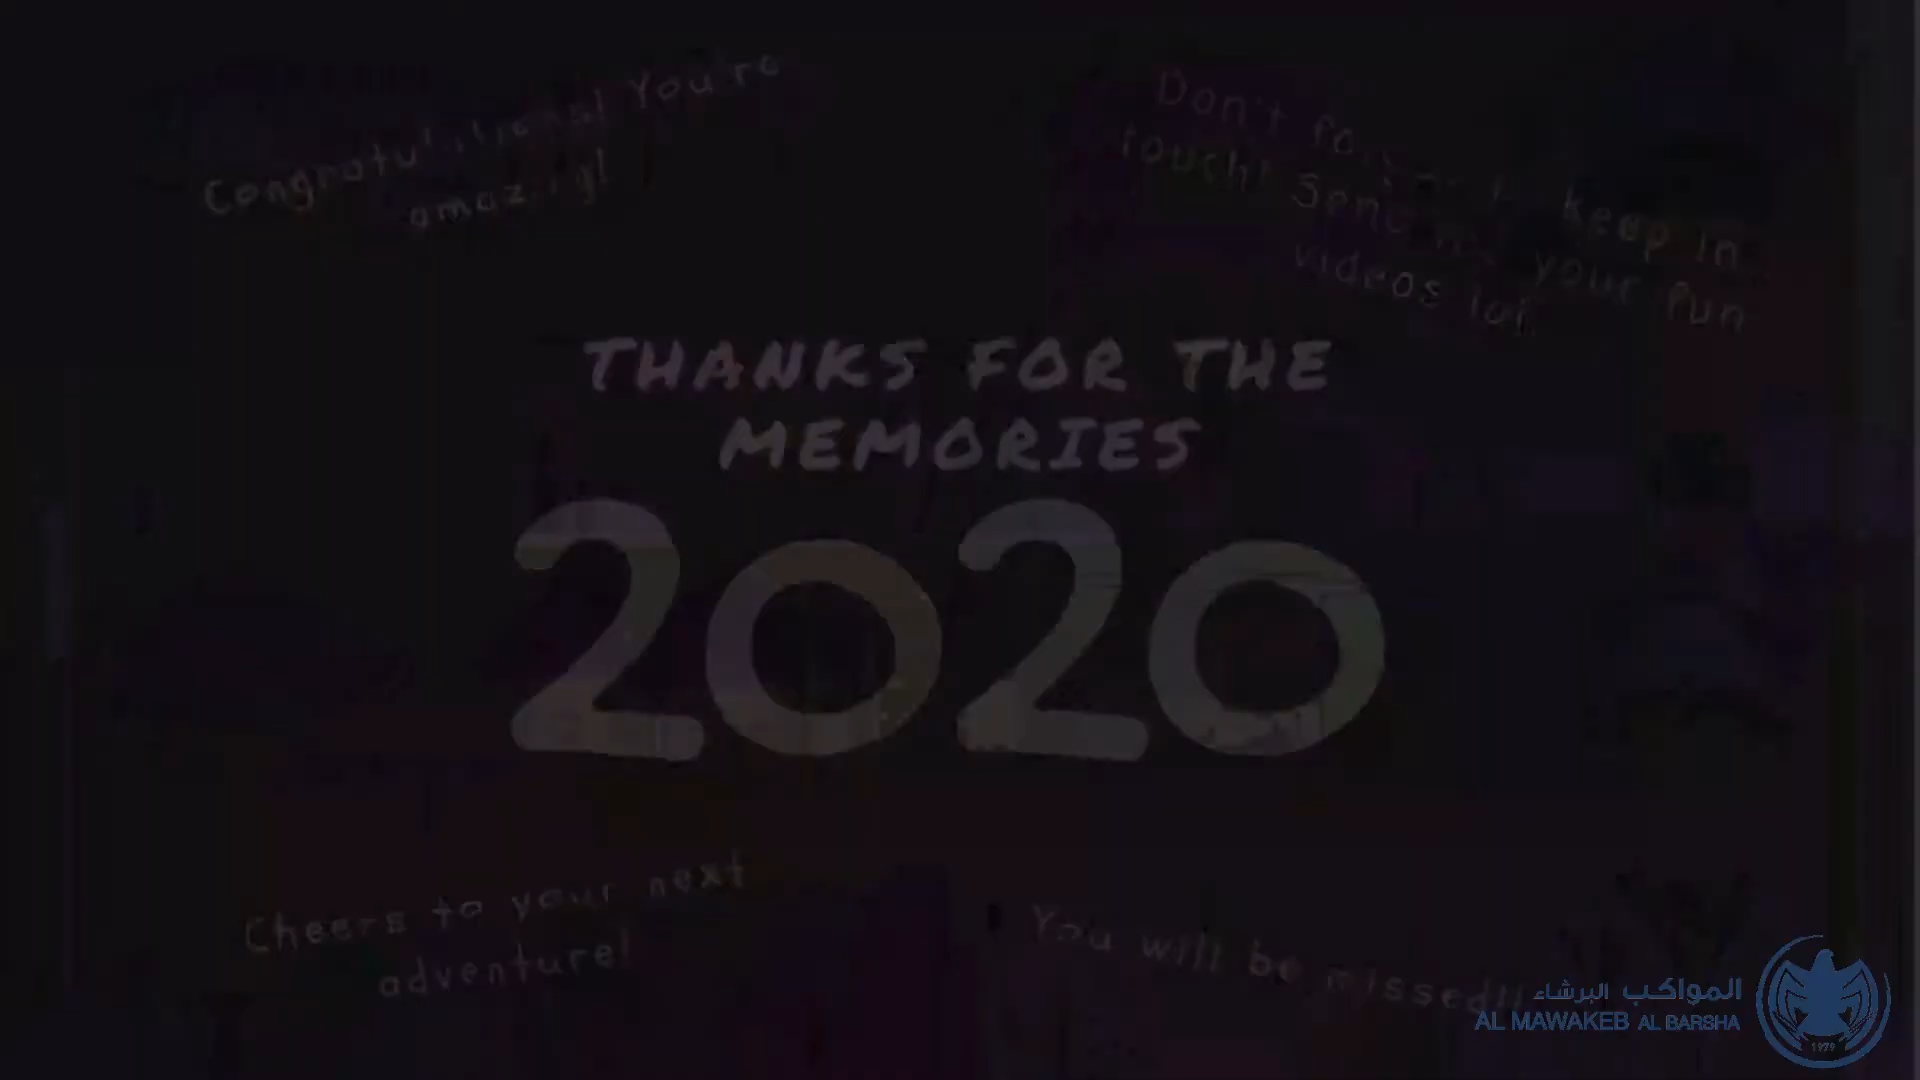 Congratulations! You're
amazing!
Don't forget to keep in
touch! Send me your fun
videos lol
THANKS FOR THE
MEMORIES
2020
Cheers to your next
adventure!
You will be missed!!
المواكب البرشاء
AL MAWAKEB AL BARSHA
1979